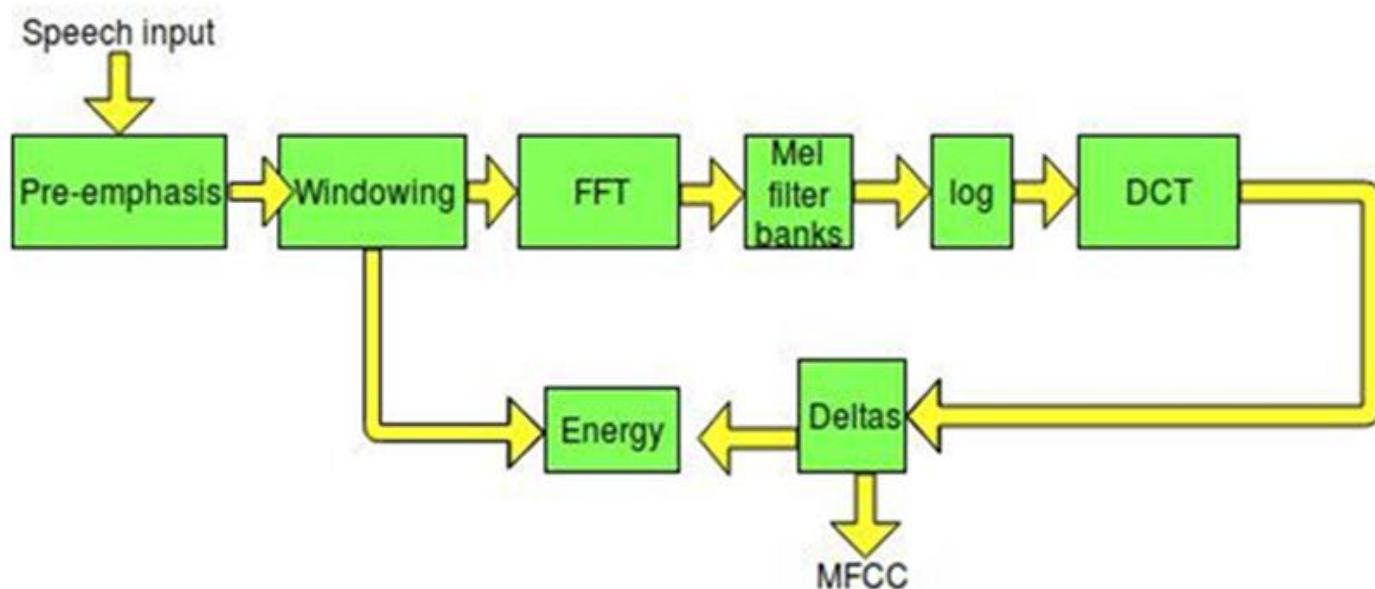 Speech input
Pre-emphasis
Windowing
FFT
Mel
filter
banks
log
DCT
Energy
Deltas
MFCC